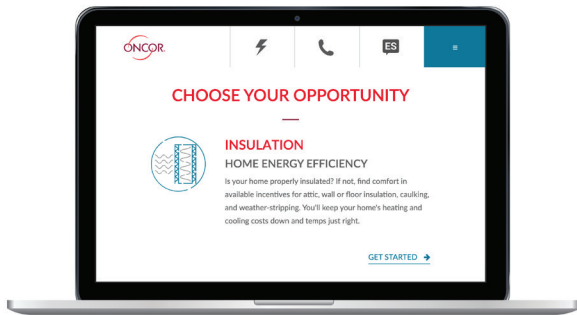 ONCOR
ES
CHOOSE YOUR OPPORTUNITY
INSULATION
HOME ENERGY EFFICIENCY
Is your home properly insulated? If not, find comfort in
available incentives for attic, wall or floor insulation, caulking,
and weather-stripping. You'll keep your home's heating and
cooling costs down and temps just right.
GET STARTED